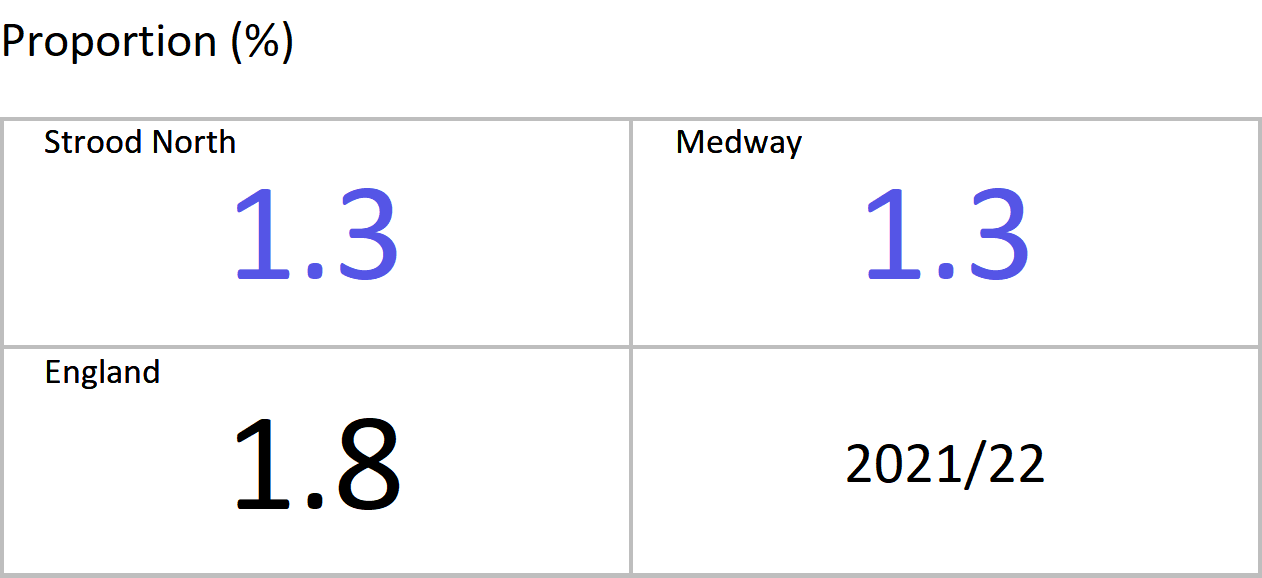 Proportion (%)
Strood North
1.3
Medway
1.3
England
1.8
2021/22